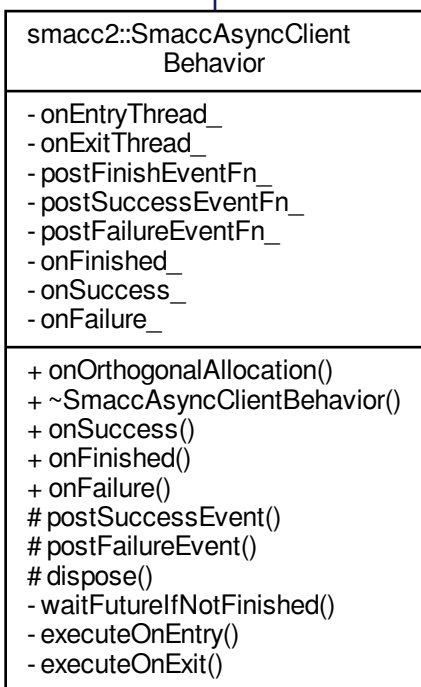 smacc2::SmaccAsyncClient
Behavior
- onEntryThread_
- onExitThread_
- postFinishEventFn_
- postSuccessEventFn_
- postFailureEventFn_
- onFinished_
- onSuccess_
- onFailure_
+ onOrthogonalAllocation()
+ ~SmaccAsyncClientBehavior()
+ onSuccess()
+ onFinished()
+ onFailure()
# postSuccessEvent()
# postFailureEvent()
# dispose()
- waitFutureIfNotFinished()
- executeOnEntry()
- executeOnExit()